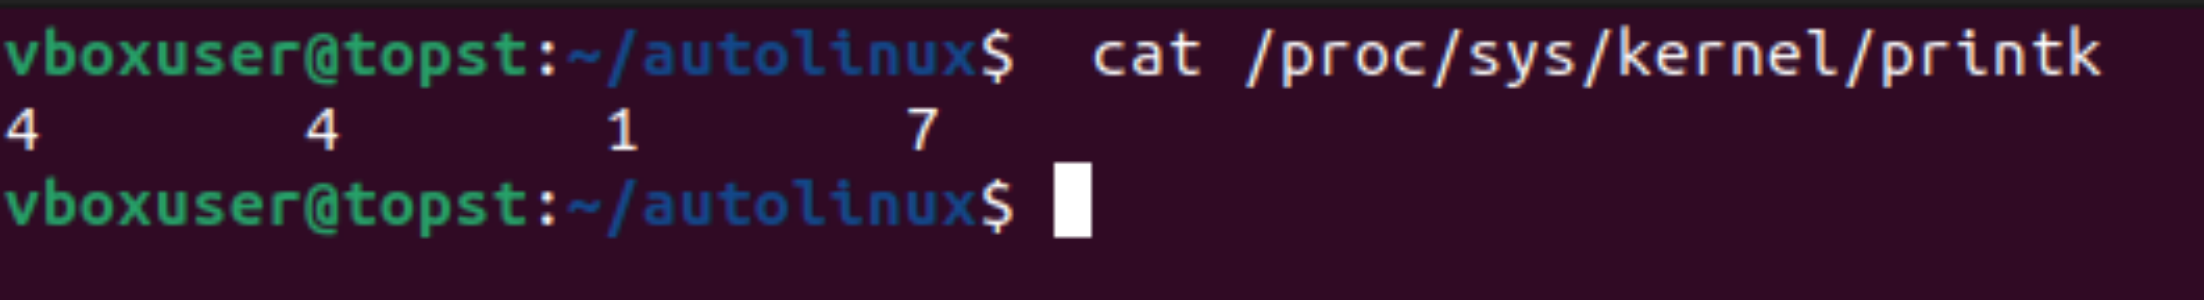 vboxuser@topst:~/autolinux$  cat /proc/sys/kernel/printk
4       4       1       7
vboxuser@topst:~/autolinux$